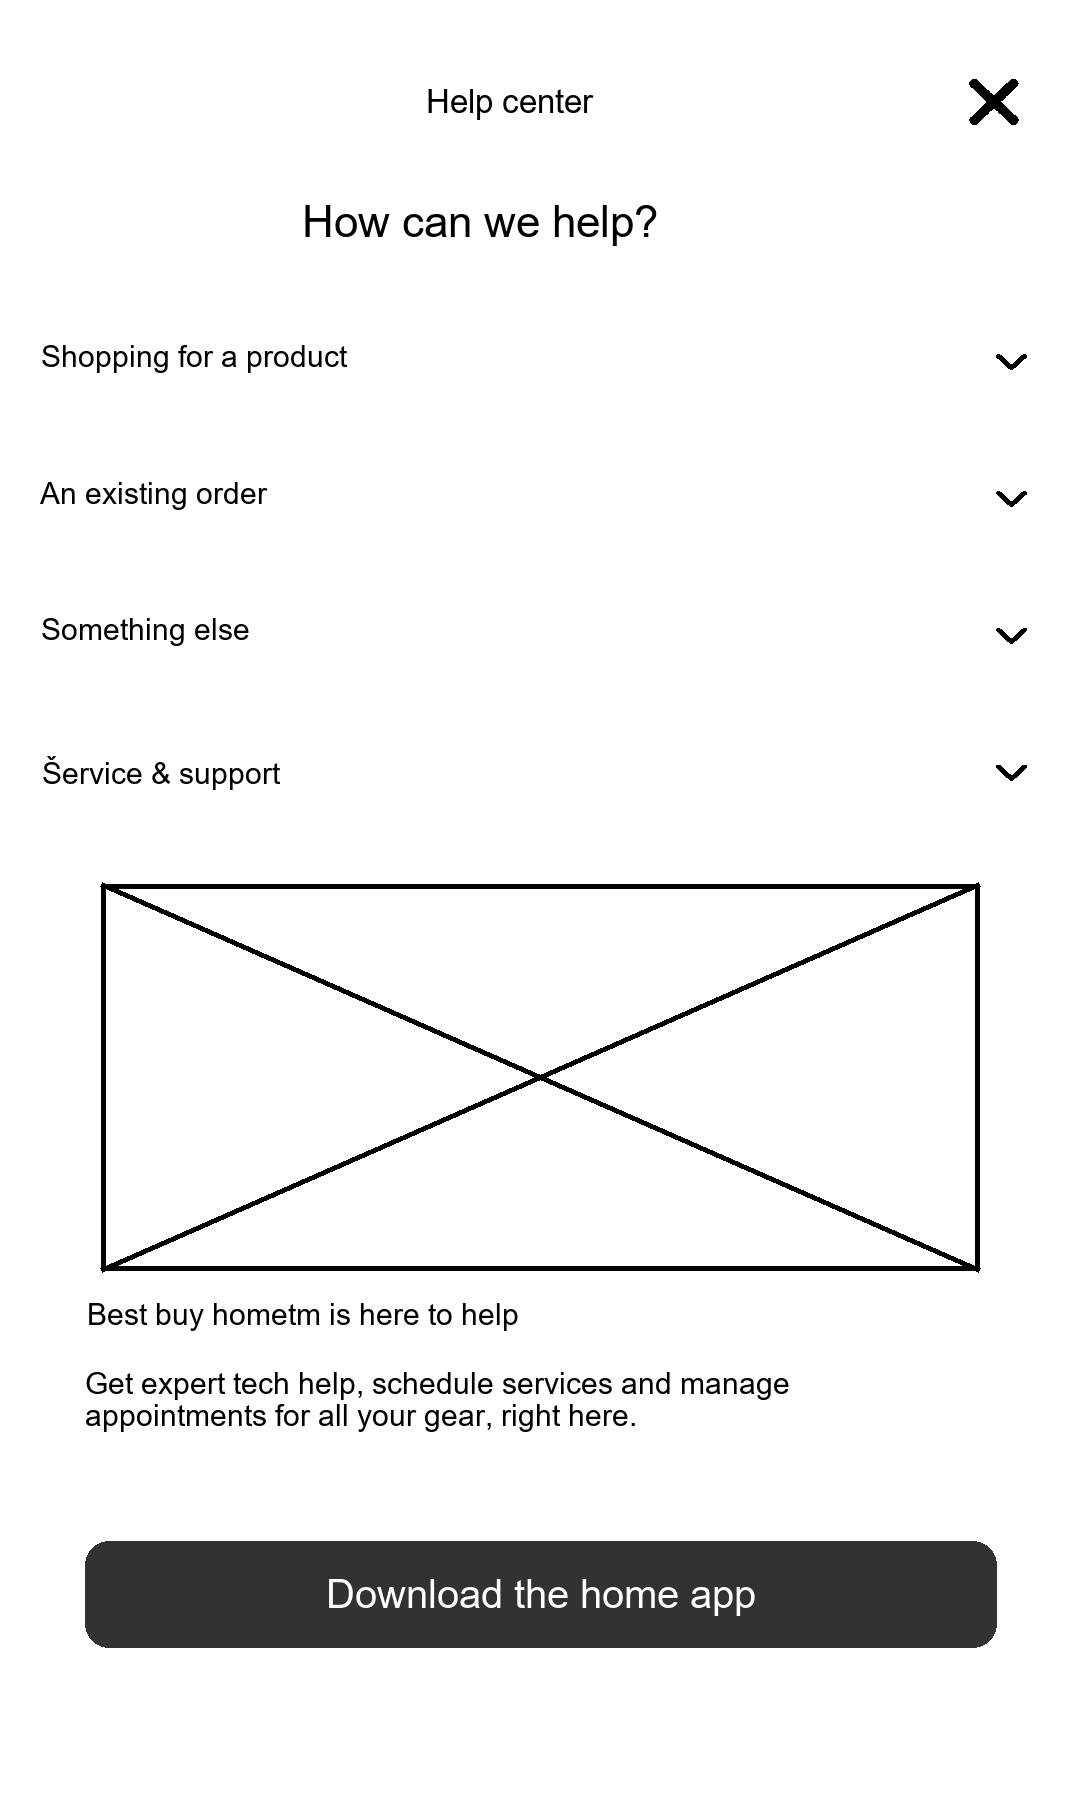 Help center
How can we help?
Shopping for a product
An existing order
Something else
Šervice & support
Best buy hometm is here to help
Get expert tech help, schedule services and manage
appointments for all your gear, right here.
Download the home app